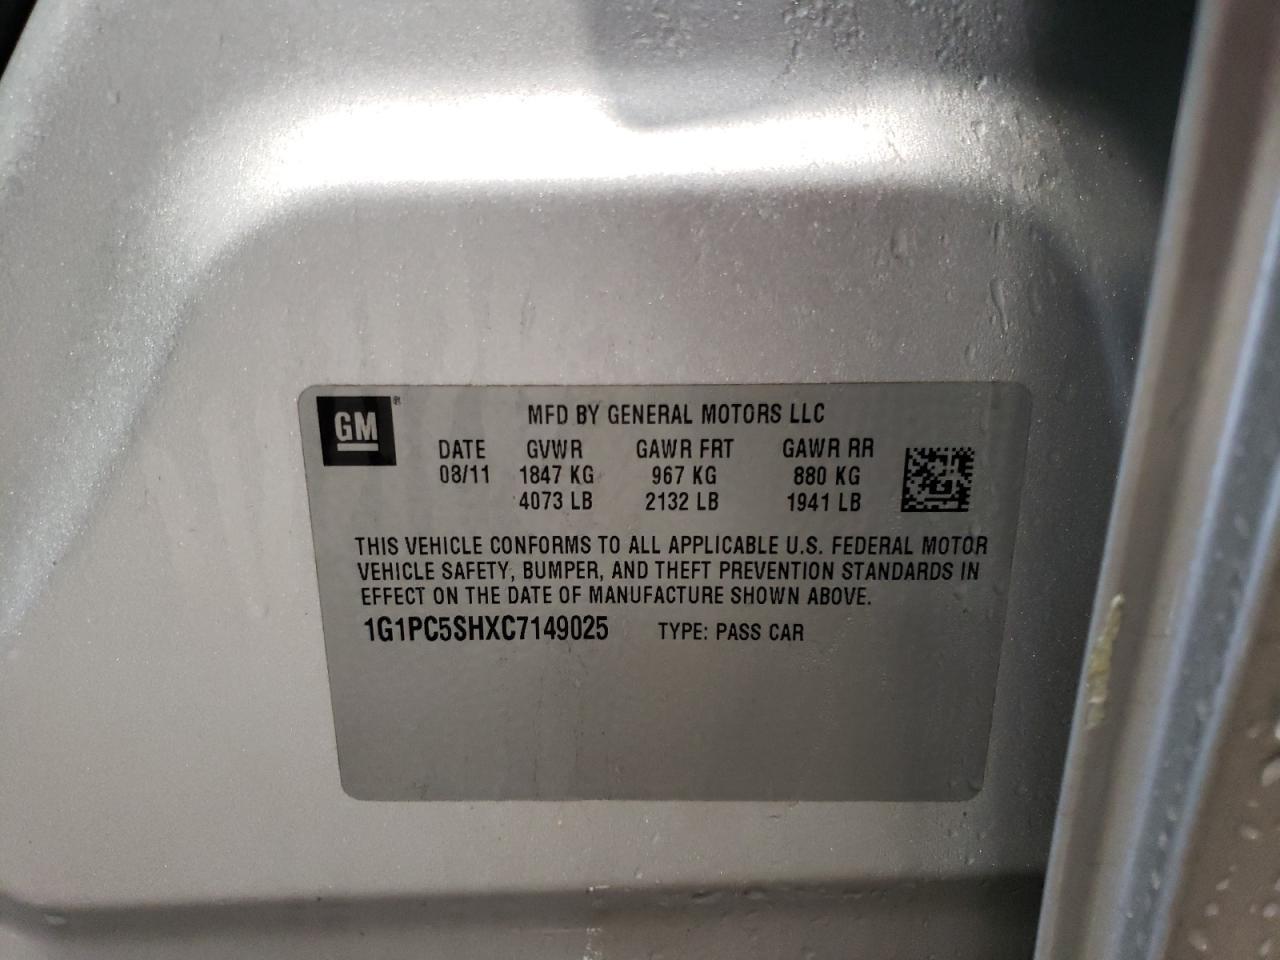 GM®
MFD BY GENERAL MOTORS LLC
DATE GVWR GAWR FRT GAWR RR
08/11 1847 KG 967 KG 880 KG
4073 LB 2132 LB 1941 LB
THIS VEHICLE CONFORMS TO ALL APPLICABLE U.S. FEDERAL MOTOR
VEHICLE SAFETY, BUMPER, AND THEFT PREVENTION STANDARDS IN
EFFECT ON THE DATE OF MANUFACTURE SHOWN ABOVE.
1G1PC5SHXC7149025 TYPE: PASS CAR